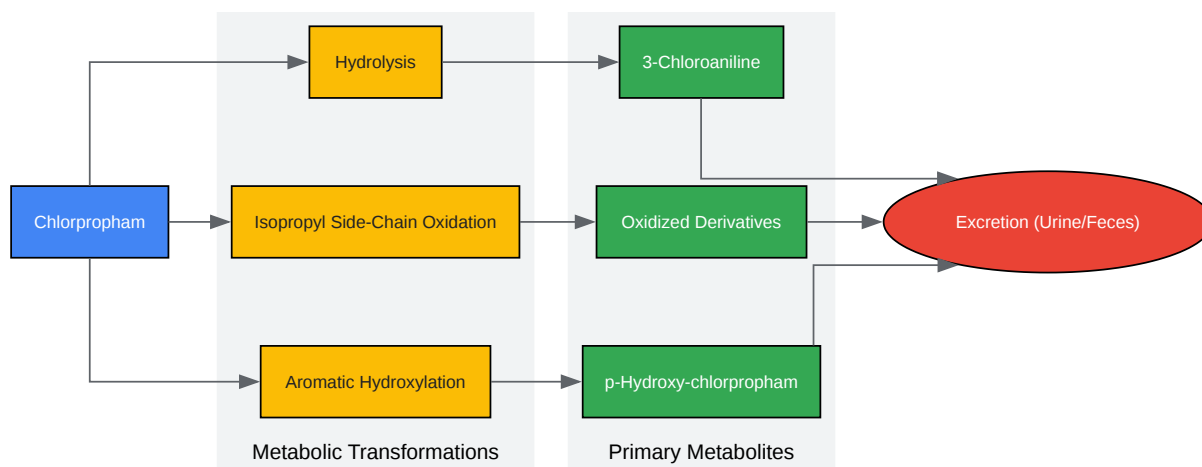 Hydrolysis
3-Chloroaniline
Chlorpropham
Isopropyl Side-Chain Oxidation
Oxidized Derivatives
Excretion (Urine/Feces)
Aromatic Hydroxylation
p-Hydroxy-chlorpropham
Metabolic Transformations
Primary Metabolites